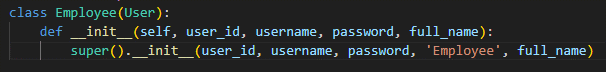 class Employee(User):
    def __init__(self, user_id, username, password, full_name):
        super().__init__(user_id, username, password, 'Employee', full_name)